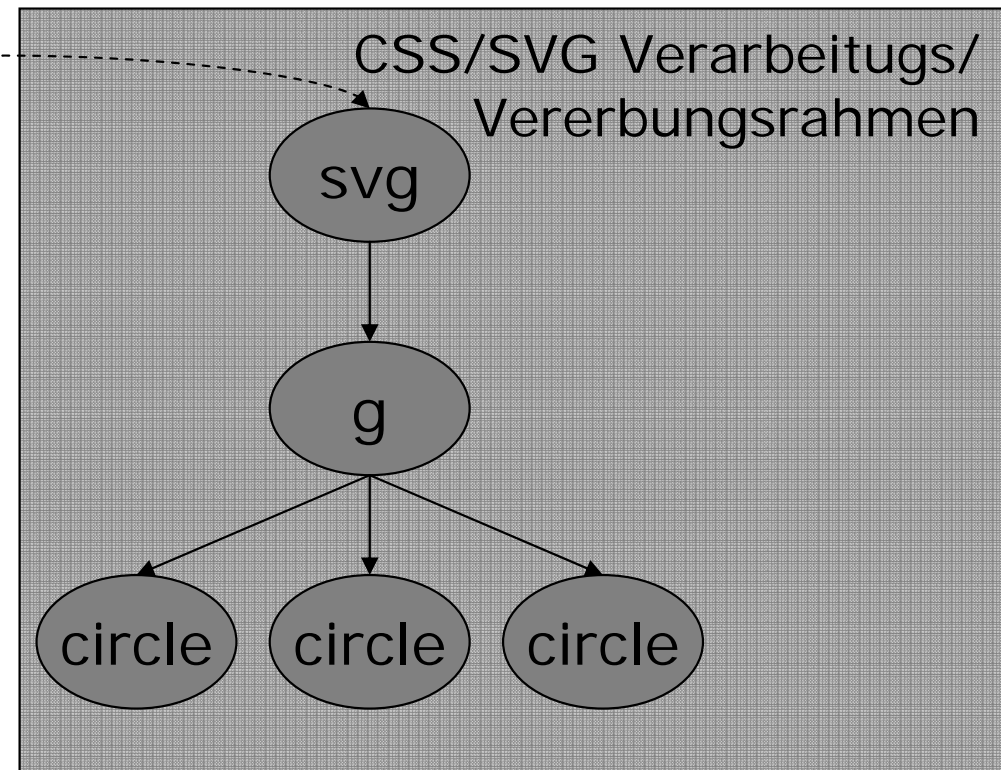 CSS/SVG Verarbeitugs/
Vererbungsrahmen
svg
g
circle circle circle